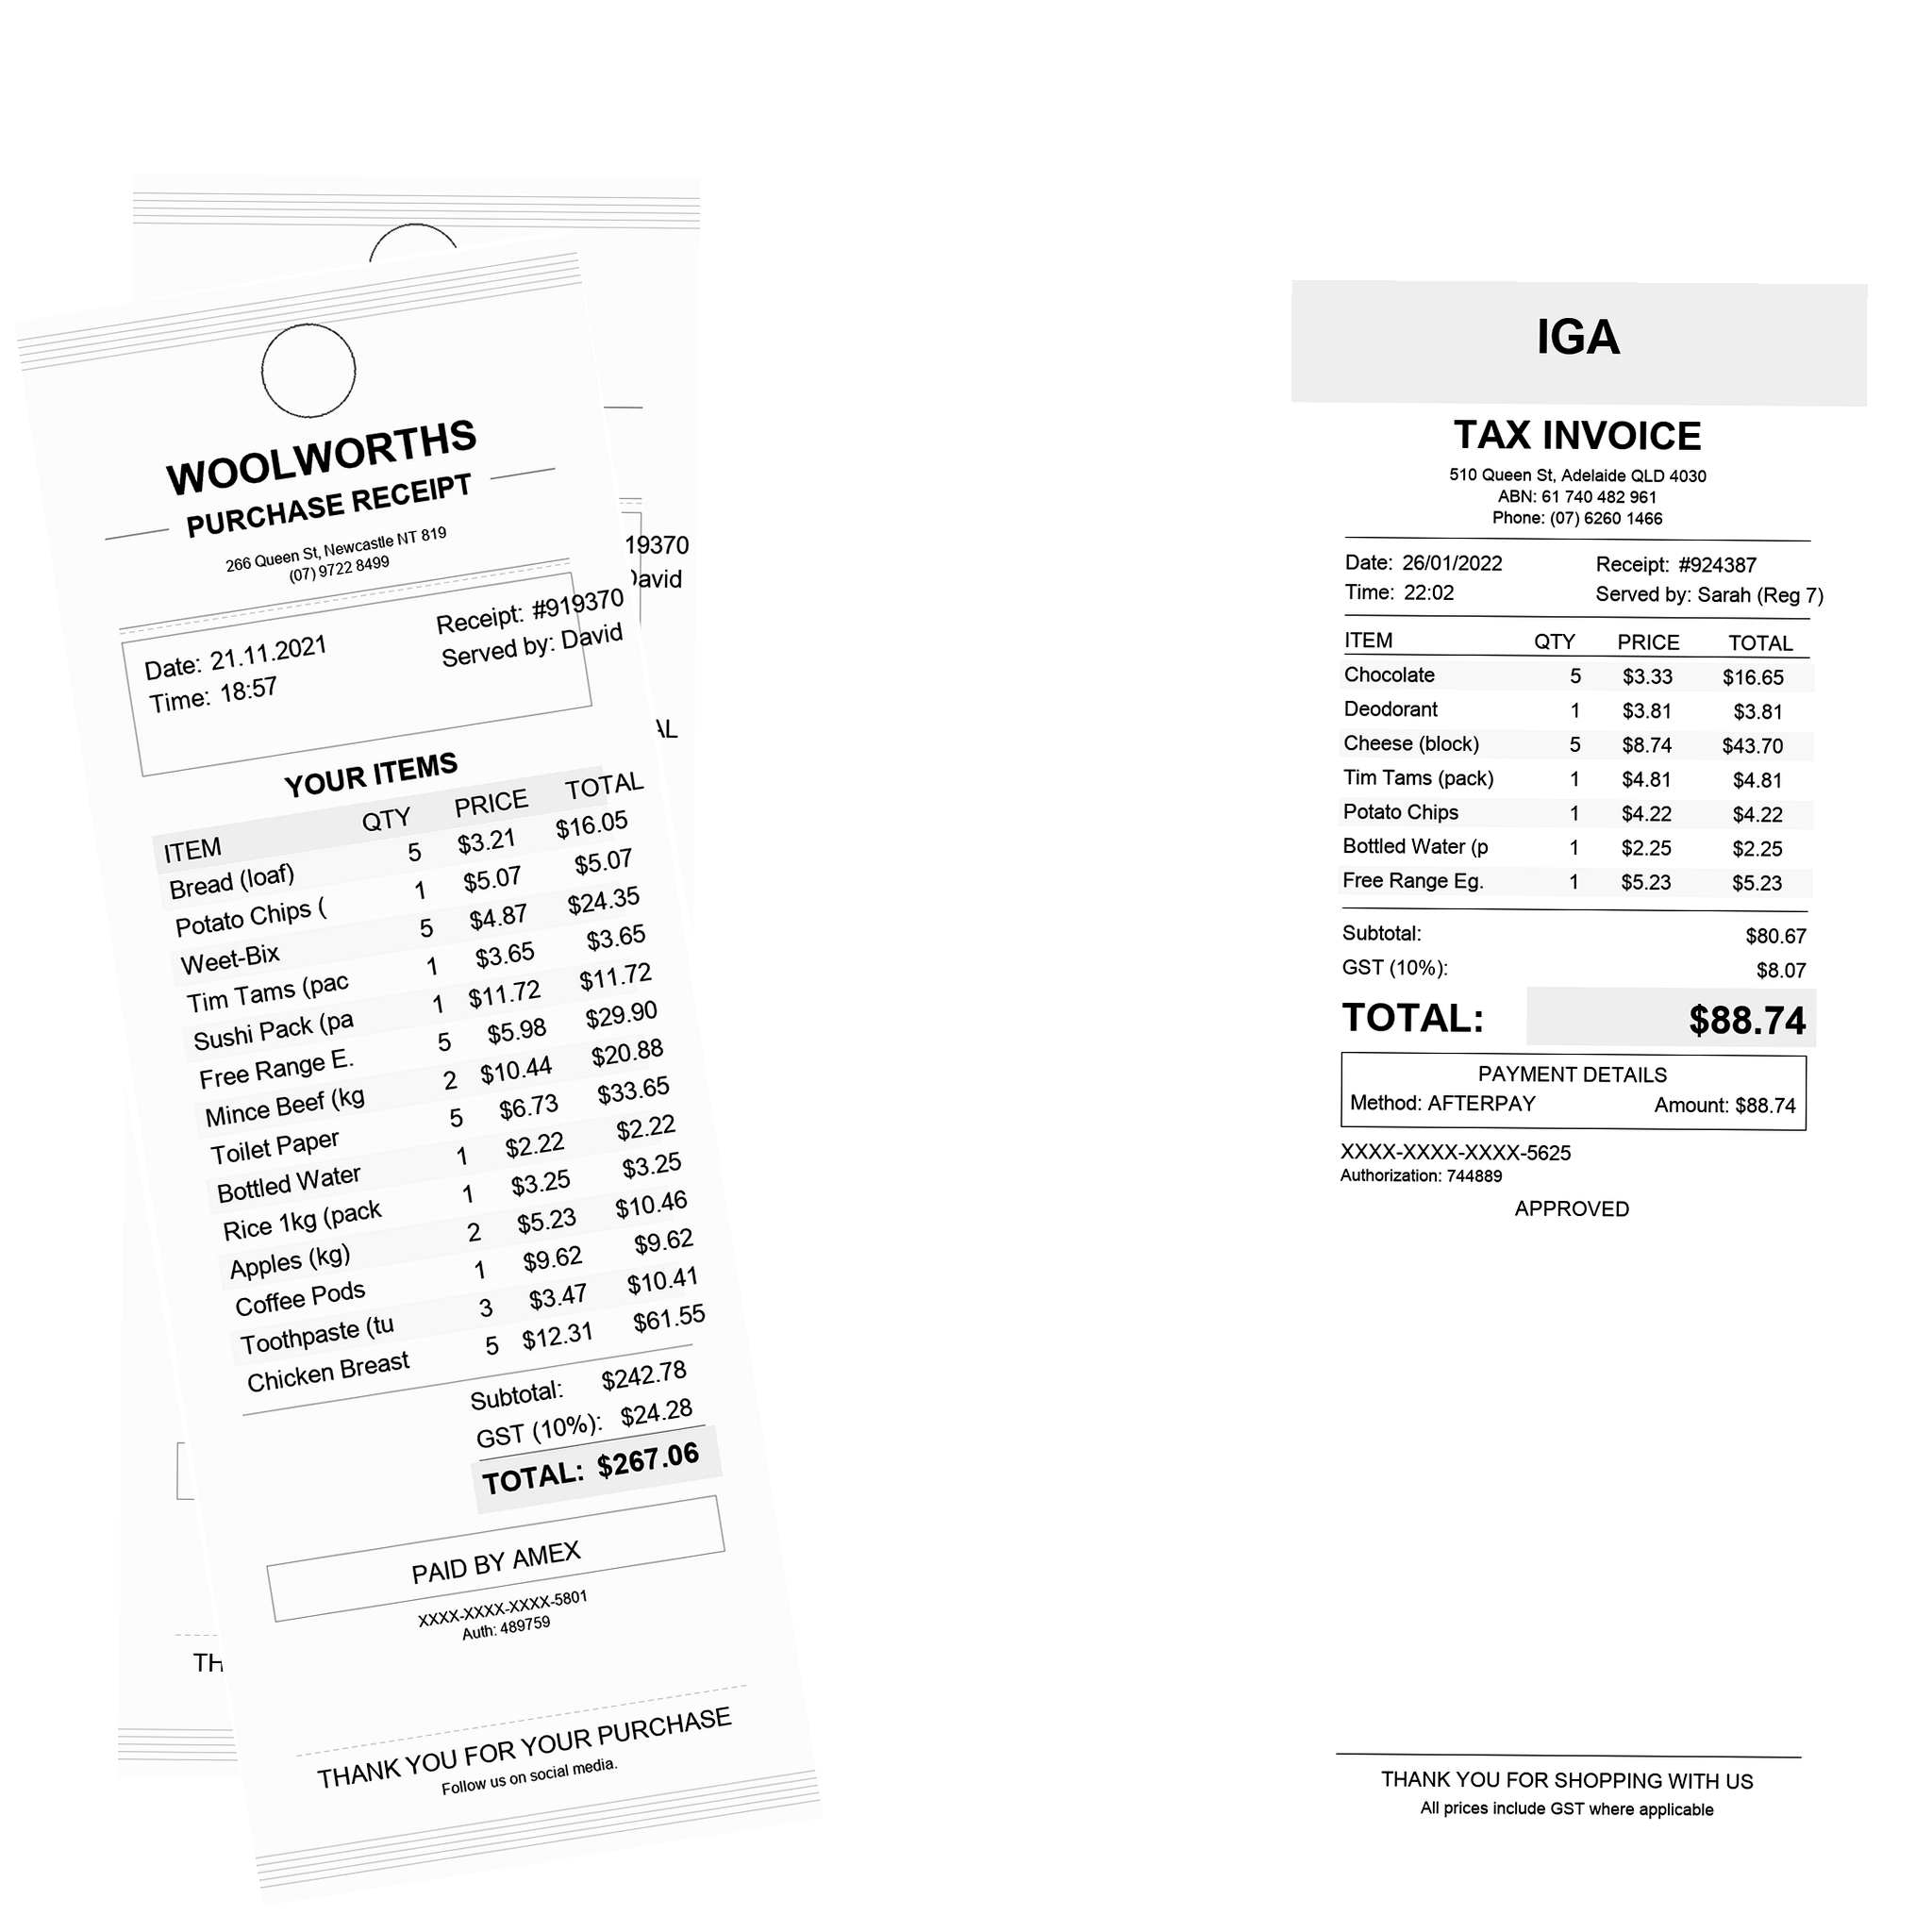 WOOLWORTHS
PURCHASE RECEIPT
266 Queen St, Newcastle NT 819
(07) 9722 8499
Date: 21.11.2021 Receipt: #919370
Time: 18:57 Served by: David
YOUR ITEMS
ITEM QTY PRICE TOTAL
Bread (loaf) 5 $3.21 $16.05
Potato Chips ( 1 $5.07 $5.07
Weet-Bix 5 $4.87 $24.35
Tim Tams (pac 1 $3.65 $3.65
Sushi Pack (pa 1 $11.72 $11.72
Free Range E. 5 $5.98 $29.90
Mince Beef (kg 2 $10.44 $20.88
Toilet Paper 5 $6.73 $33.65
Bottled Water 1 $2.22 $2.22
Rice 1kg (pack 1 $3.25 $3.25
Apples (kg) 2 $5.23 $10.46
Coffee Pods 1 $9.62 $9.62
Toothpaste (tu 3 $3.47 $10.41
Chicken Breast 5 $12.31 $61.55
Subtotal: $242.78
GST (10%): $24.28
TOTAL: $267.06
PAID BY AMEX
XXXX-XXXX-XXXX-5801
Auth: 489759
THANK YOU FOR YOUR PURCHASE
Follow us on social media.
19370
David
AL
TH
IGA
TAX INVOICE
510 Queen St, Adelaide QLD 4030
ABN: 61 740 482 961
Phone: (07) 6260 1466
Date: 26/01/2022 Receipt: #924387
Time: 22:02 Served by: Sarah (Reg 7)
ITEM QTY PRICE TOTAL
Chocolate 5 $3.33 $16.65
Deodorant 1 $3.81 $3.81
Cheese (block) 5 $8.74 $43.70
Tim Tams (pack) 1 $4.81 $4.81
Potato Chips 1 $4.22 $4.22
Bottled Water (p 1 $2.25 $2.25
Free Range Eg. 1 $5.23 $5.23
Subtotal: $80.67
GST (10%): $8.07
TOTAL: $88.74
PAYMENT DETAILS
Method: AFTERPAY Amount: $88.74
XXXX-XXXX-XXXX-5625
Authorization: 744889
APPROVED
THANK YOU FOR SHOPPING WITH US
All prices include GST where applicable